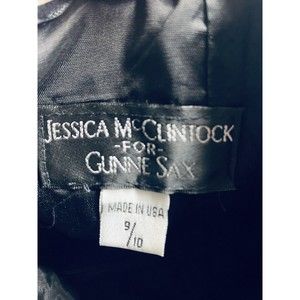 JESSICA McCLINTOCK
-FOR-
GUNNE SAX
MADE IN USA
9/10